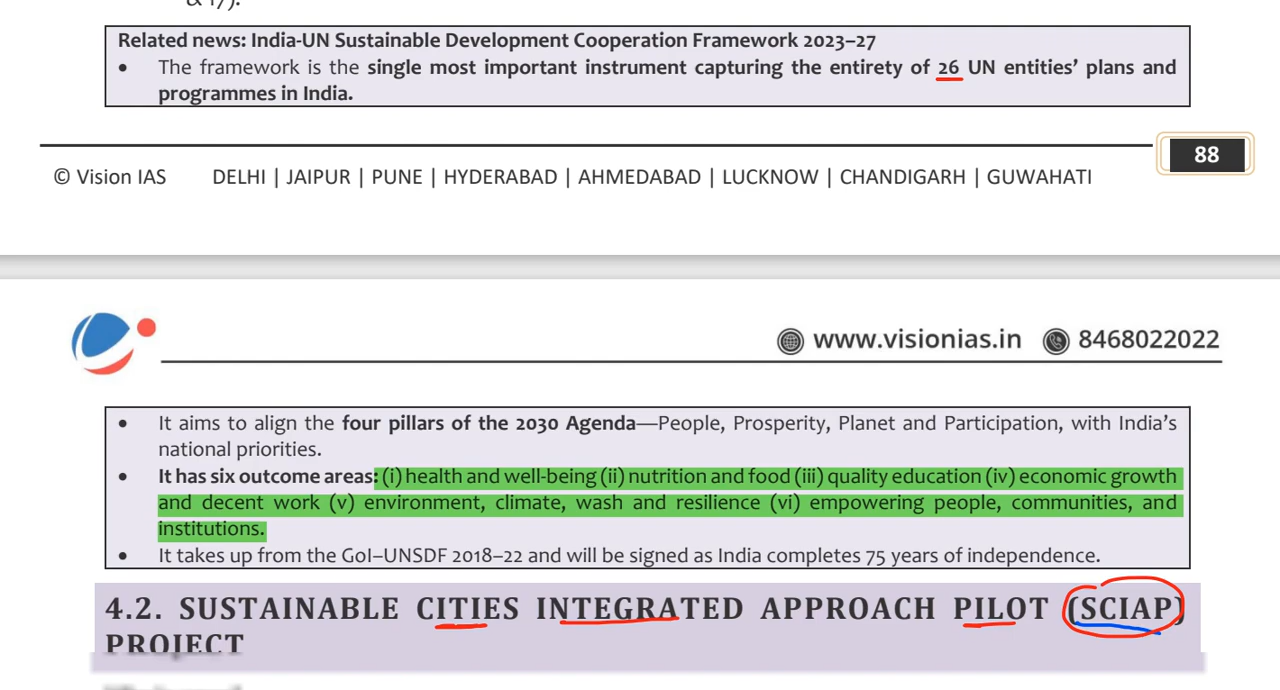 & 17).
Related news: India-UN Sustainable Development Cooperation Framework 2023–27
• The framework is the single most important instrument capturing the entirety of 26 UN entities’ plans and
programmes in India.
88
© Vision IAS DELHI | JAIPUR | PUNE | HYDERABAD | AHMEDABAD | LUCKNOW | CHANDIGARH | GUWAHATI
www.visionias.in 8468022022
• It aims to align the four pillars of the 2030 Agenda—People, Prosperity, Planet and Participation, with India’s
national priorities.
• It has six outcome areas: (i) health and well-being (ii) nutrition and food (iii) quality education (iv) economic growth
and decent work (v) environment, climate, wash and resilience (vi) empowering people, communities, and
institutions.
• It takes up from the GoI–UNSDF 2018–22 and will be signed as India completes 75 years of independence.
4.2. SUSTAINABLE CITIES INTEGRATED APPROACH PILOT (SCIAP)
PROJECT